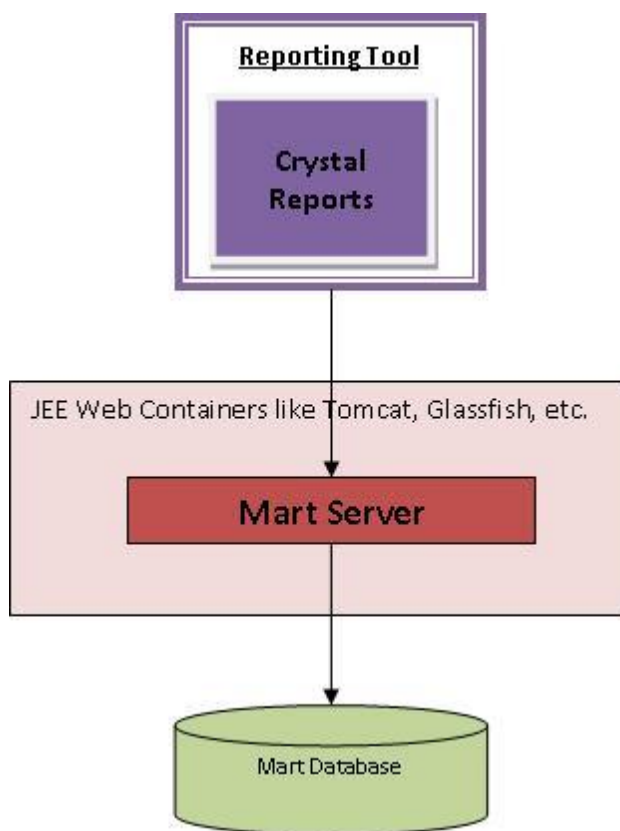 Reporting Tool
Crystal
Reports
JEE Web Containers like Tomcat, Glassfish, etc.
Mart Server
Mart Database